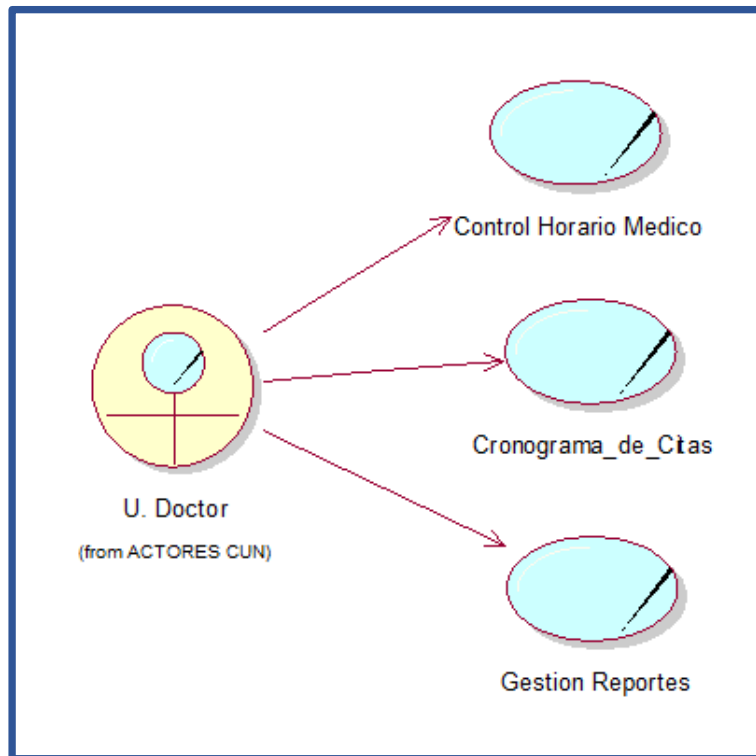 Control Horario Medico
Cronograma_de_Citas
U. Doctor
(from ACTORES CUN)
Gestion Reportes